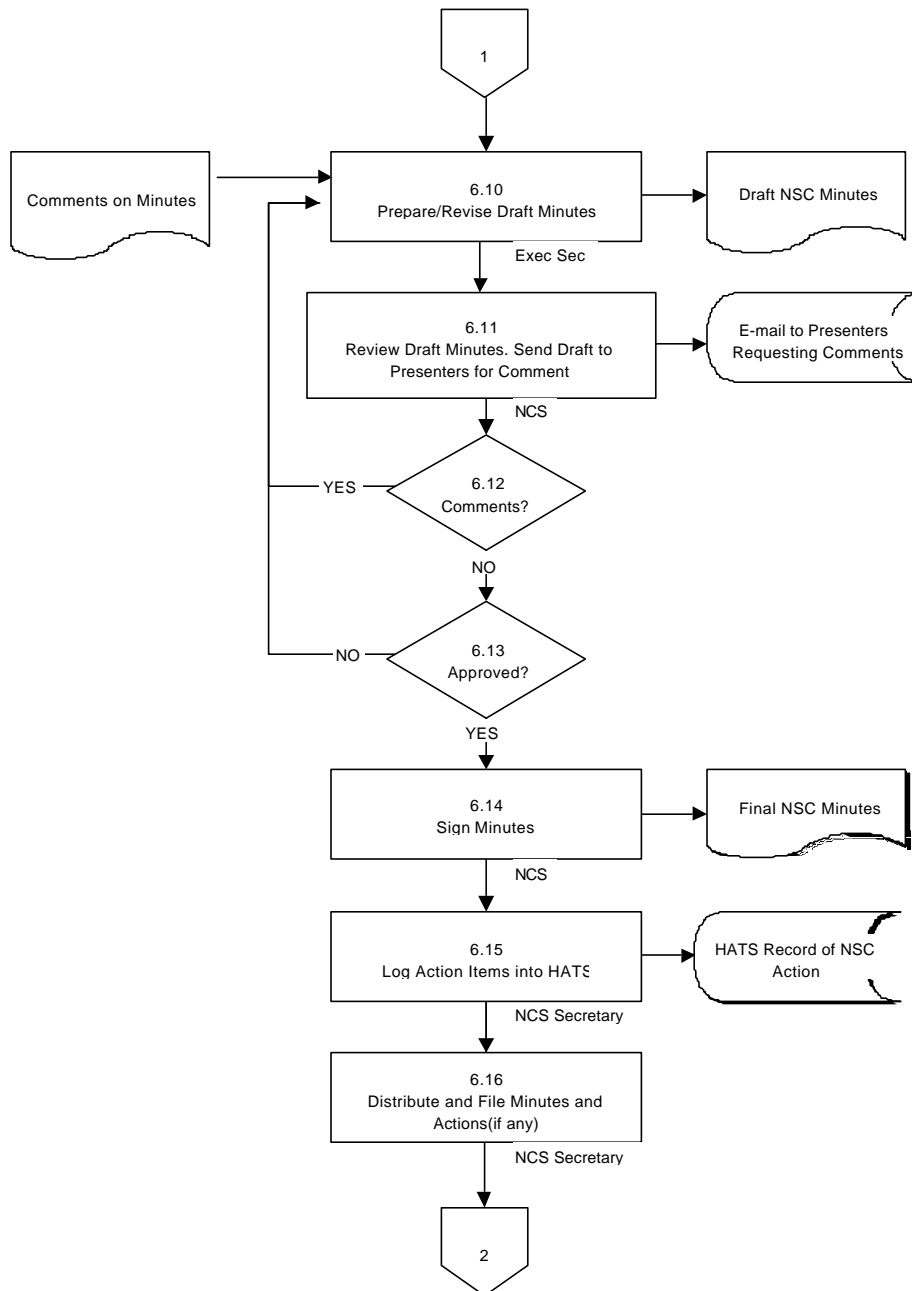 1
Comments on Minutes
6.10
Prepare/Revise Draft Minutes
Draft NSC Minutes
Exec Sec
6.11
Review Draft Minutes. Send Draft to
Presenters for Comment
E-mail to Presenters
Requesting Comments
NCS
6.12
Comments?
YES
NO
6.13
Approved?
NO
YES
6.14
Sign Minutes
Final NSC Minutes
NCS
6.15
Log Action Items into HATS
HATS Record of NSC
Action
NCS Secretary
6.16
Distribute and File Minutes and
Actions(if any)
NCS Secretary
2